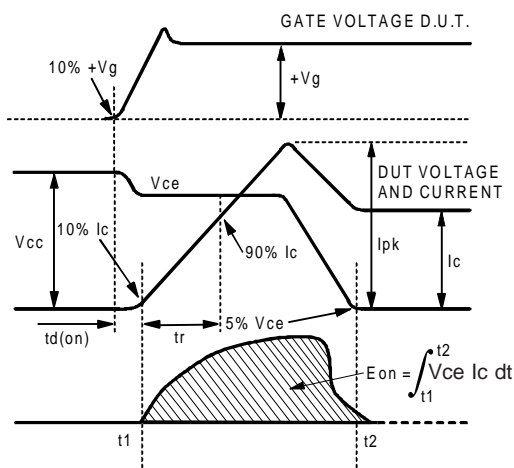 GATE VOLTAGE D.U.T.
10% +Vg
+Vg
Vce
DUT VOLTAGE
AND CURRENT
Vcc
10% Ic
90% Ic
Ipk
Ic
td(on)
tr
5% Vce
Eon = ∫ Vce Ic dt
t2
t1
t1
t2